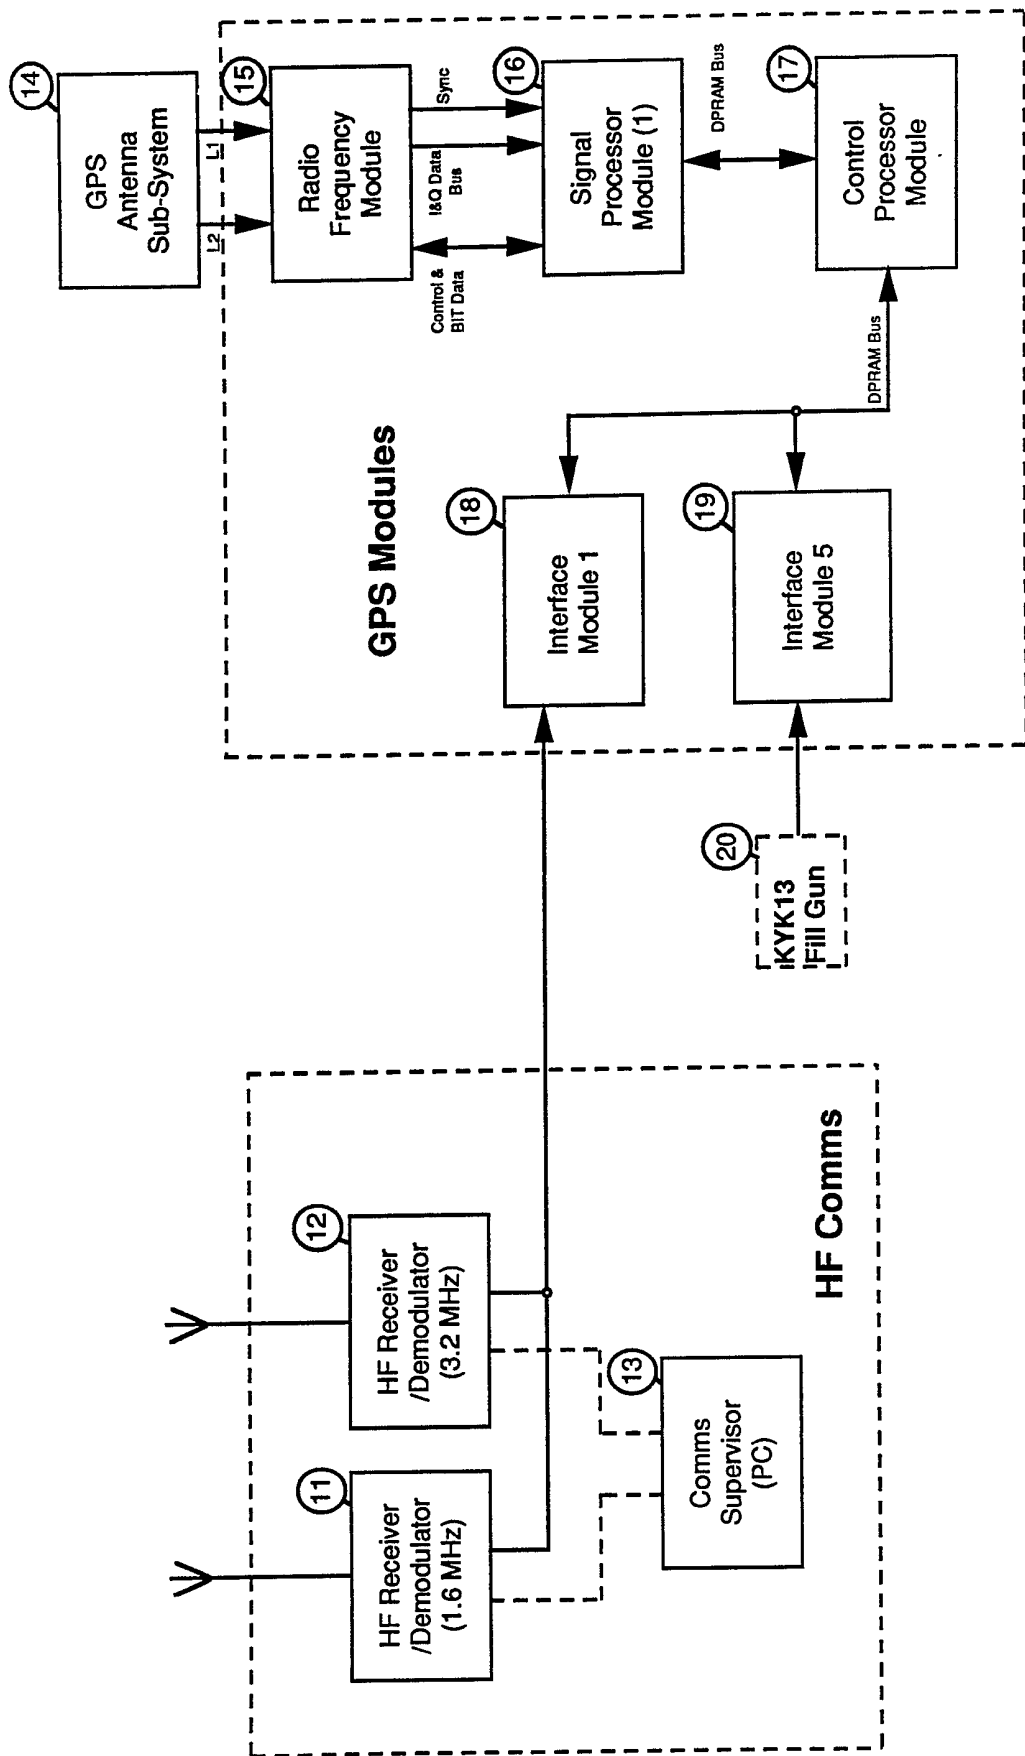 11
HF Receiver
/Demodulator
(1.6 MHz)
12
HF Receiver
/Demodulator
(3.2 MHz)
13
Comms
Supervisor
(PC)
HF Comms
14
GPS
Antenna
Sub-System
L2
L1
15
Radio
Frequency
Module
Control &
BIT Data
I&Q Data
Bus
Sync
16
Signal
Processor
Module (1)
DPRAM Bus
17
Control
Processor
Module
DPRAM Bus
GPS Modules
18
Interface
Module 1
19
Interface
Module 5
20
KYK13
Fill Gun